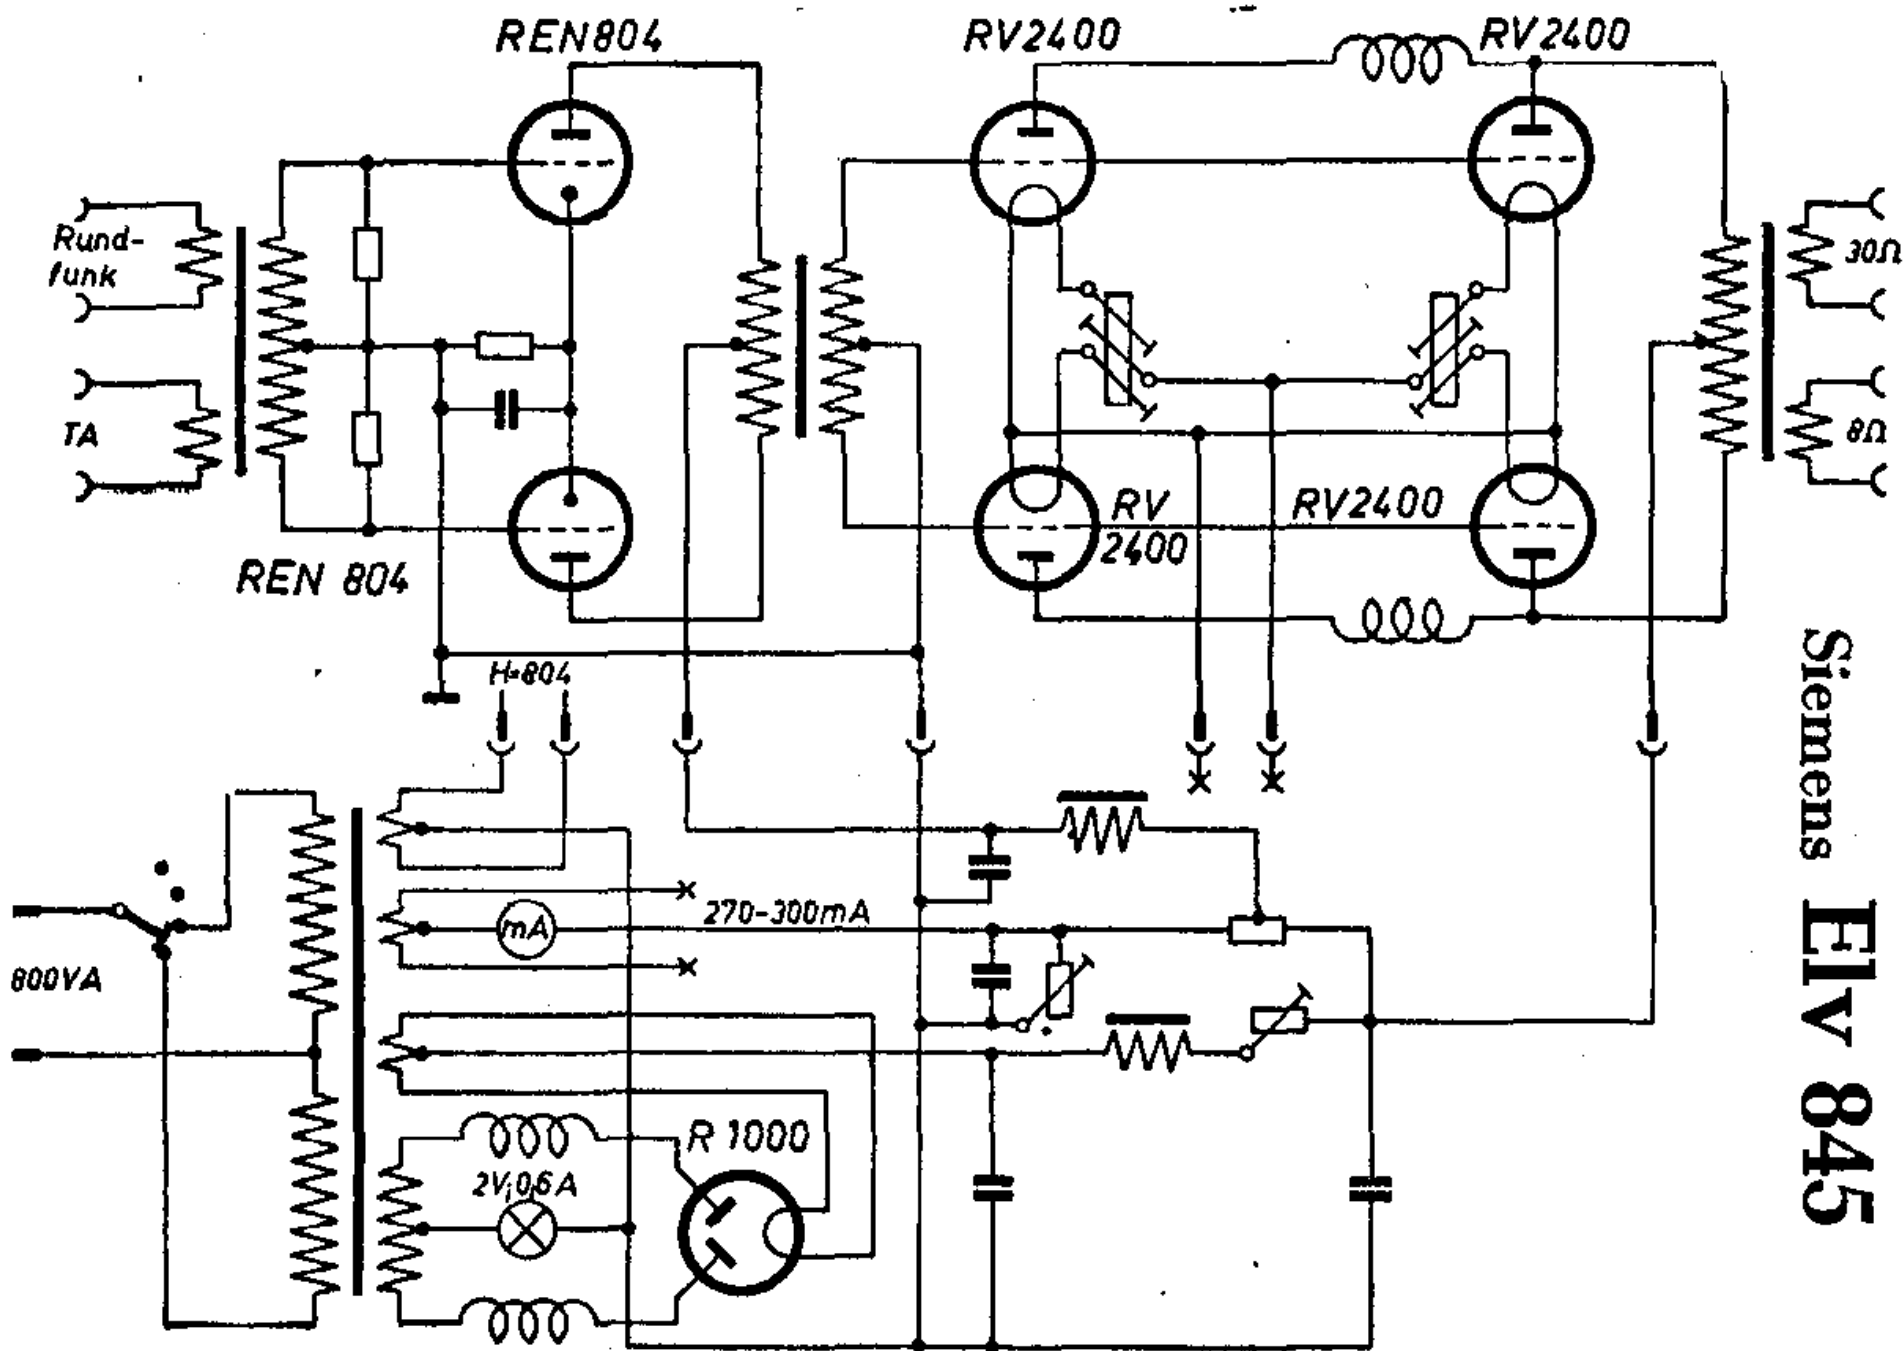 REN804
RV2400
RV2400
Rund-
funk
TA
30Ω
8Ω
REN 804
RV
2400
RV2400
H=804
270-300mA
mA
800VA
R 1000
2V; 0,6A
Siemens Elv 845